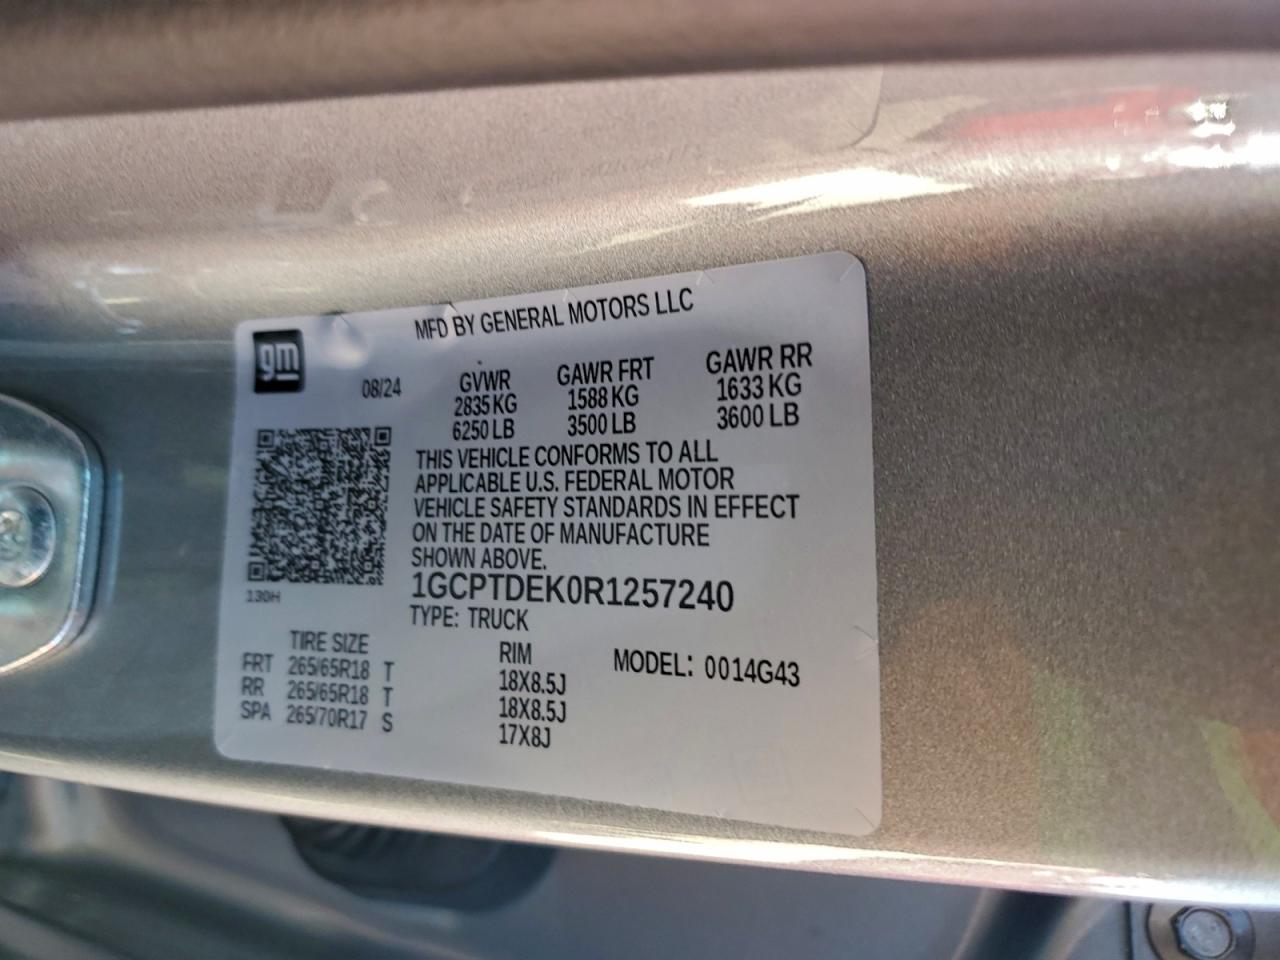 MFD BY GENERAL MOTORS LLC
gm
08/24
GVWR GAWR FRT GAWR RR
2835 KG 1588 KG 1633 KG
6250 LB 3500 LB 3600 LB
THIS VEHICLE CONFORMS TO ALL
APPLICABLE U.S. FEDERAL MOTOR
VEHICLE SAFETY STANDARDS IN EFFECT
ON THE DATE OF MANUFACTURE
SHOWN ABOVE.
130H
1GCPTDEK0R1257240
TYPE: TRUCK
TIRE SIZE RIM MODEL: 0014G43
FRT 265/65R18 T 18X8.5J
RR 265/65R18 T 18X8.5J
SPA 265/70R17 S 17X8J